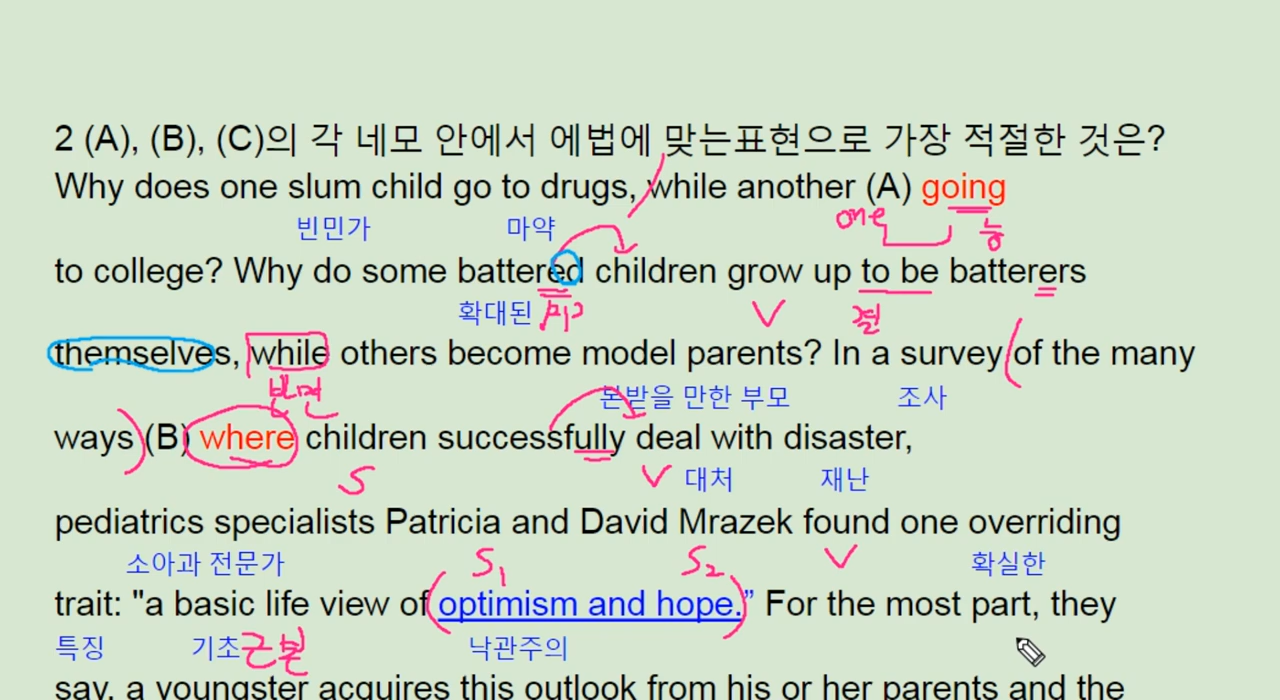 2 (A), (B), (C)의 각 네모 안에서 에법에 맞는표현으로 가장 적절한 것은?
Why does one slum child go to drugs, while another (A) going
빈민가 마약 one 능
to college? Why do some battered children grow up to be batterers
확대된 V 결
themselves, while others become model parents? In a survey of the many
반면 본받을 만한 부모 조사
ways (B) where children successfully deal with disaster,
S V 대처 재난
pediatrics specialists Patricia and David Mrazek found one overriding
소아과 전문가 S1 S2 V 확실한
trait: "a basic life view of optimism and hope.” For the most part, they
특징 기초 근본 낙관주의
say, a youngster acquires this outlook from his or her parents and the